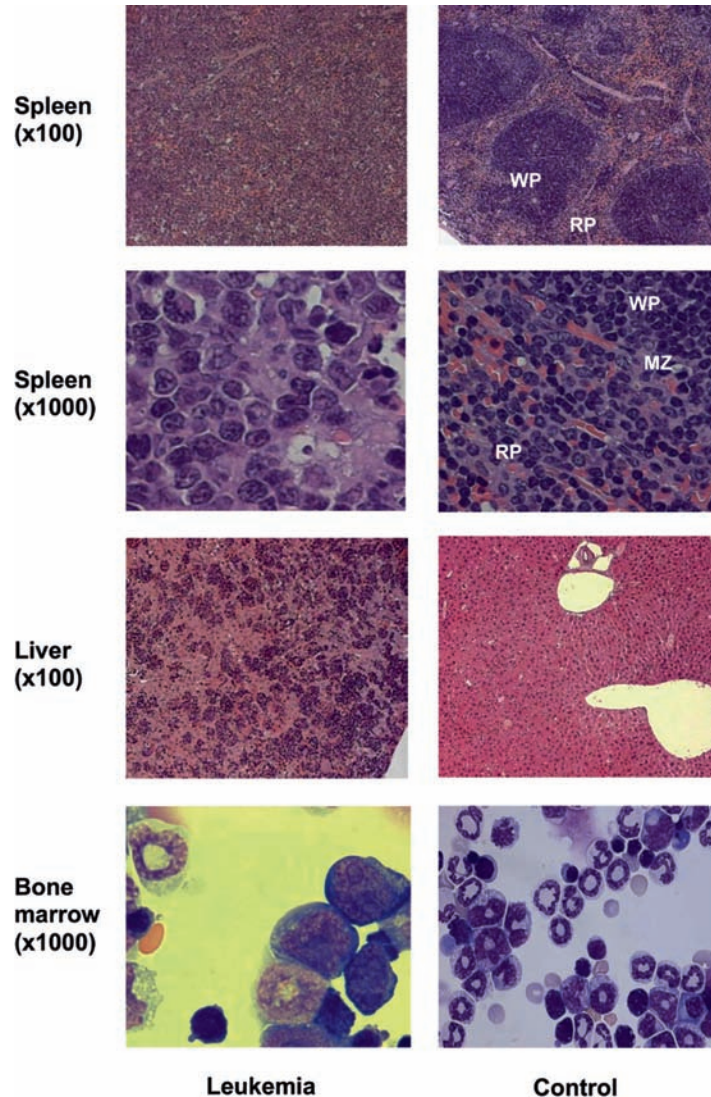 Spleen
(x100)
WP
RP
Spleen
(x1000)
WP
MZ
RP
Liver
(x100)
Bone
marrow
(x1000)
Leukemia
Control